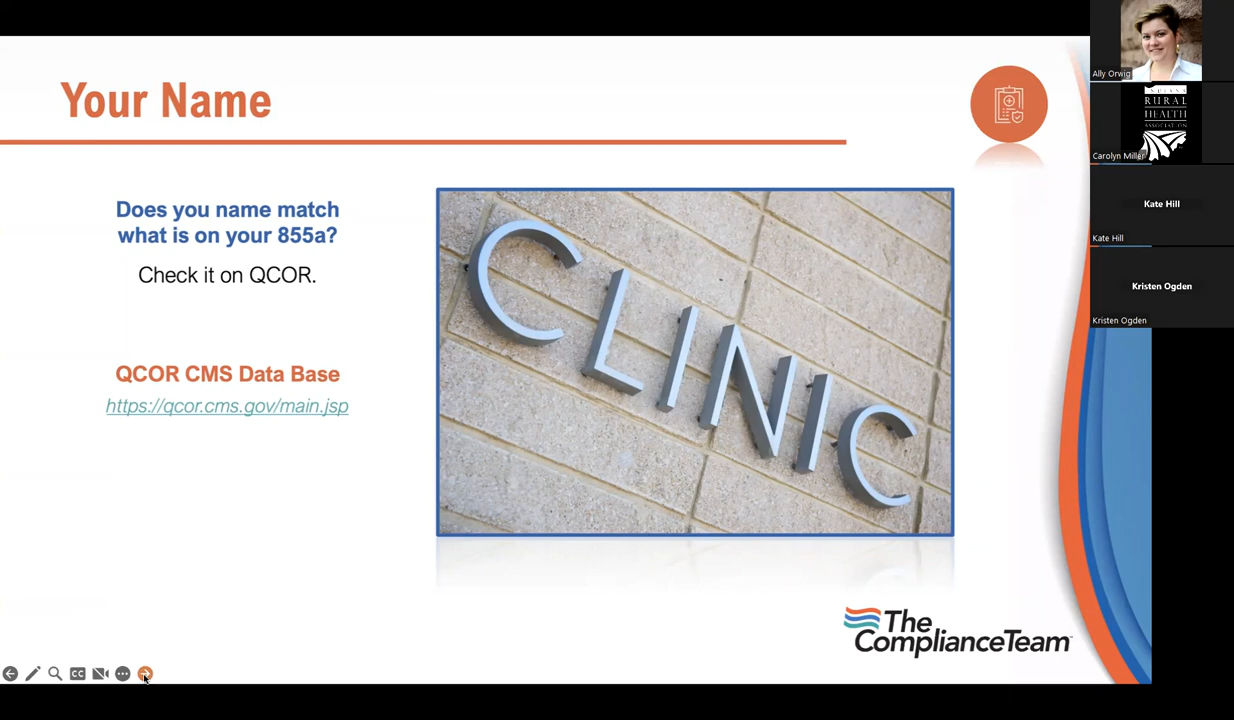 Your Name
Does you name match
what is on your 855a?
Check it on QCOR.
QCOR CMS Data Base
https://qcor.cms.gov/main.jsp
CLINIC
The
ComplianceTeam
CC
Ally Orwig
INDIANA
RURAL
HEALTH
ASSOCIATION
Carolyn Miller
Kate Hill
Kate Hill
Kristen Ogden
Kristen Ogden